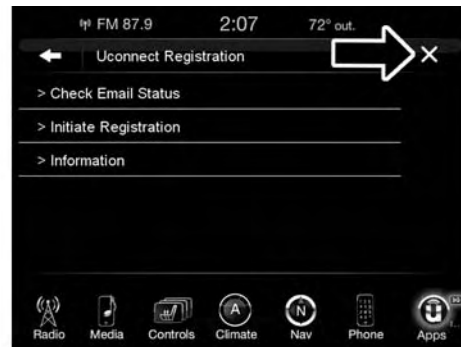 FM 87.9 2:07 72° out.
Uconnect Registration
> Check Email Status
> Initiate Registration
> Information
A N
Radio Media Controls Climate Nav Phone Apps